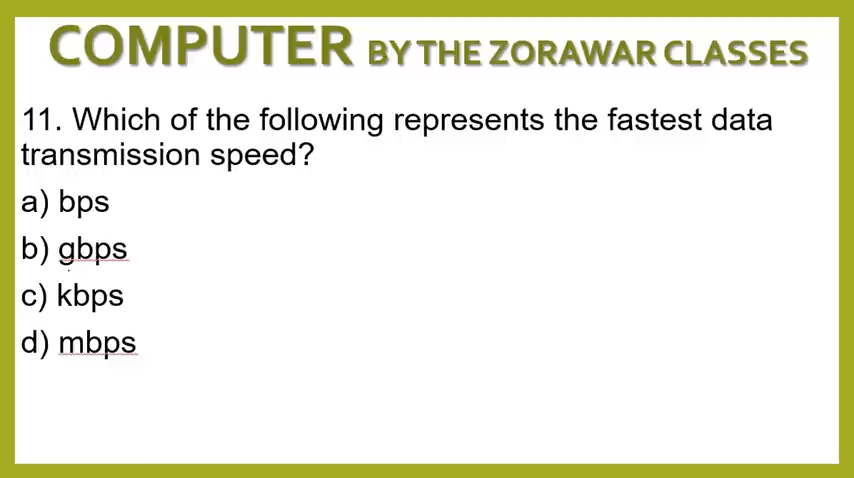 COMPUTER BY THE ZORAWAR CLASSES
11. Which of the following represents the fastest data
transmission speed?
a) bps
b) gbps
c) kbps
d) mbps